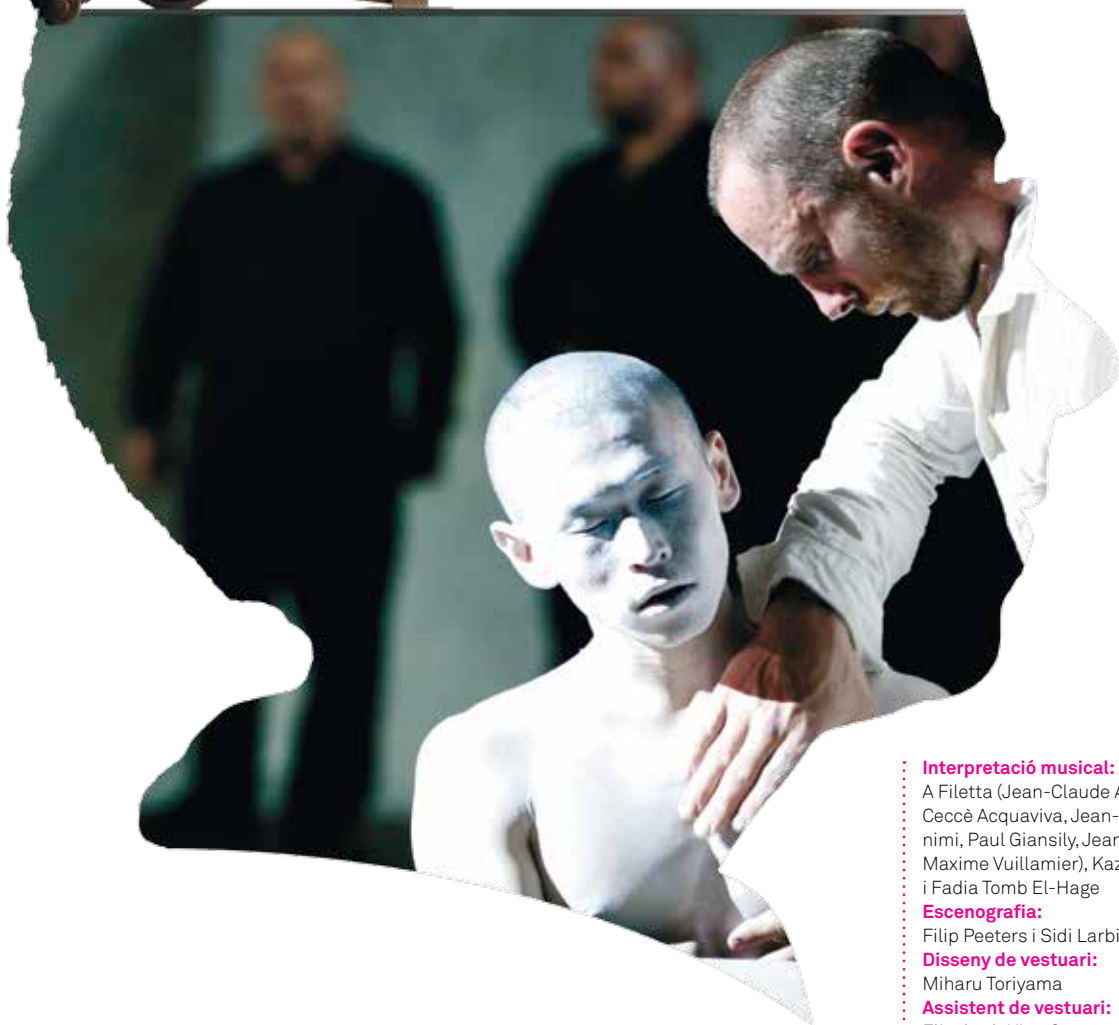 Interpretació musical:
A Filetta (Jean-Claude
Ceccè Acquaviva, Jean-
nimi, Paul Giansily, Jean
Maxime Vuillamier), Kaz
i Fadia Tomb El-Hage
Escenografia:
Filip Peeters i Sidi Larbi
Disseny de vestuari:
Miharu Toriyama
Assistent de vestuari: